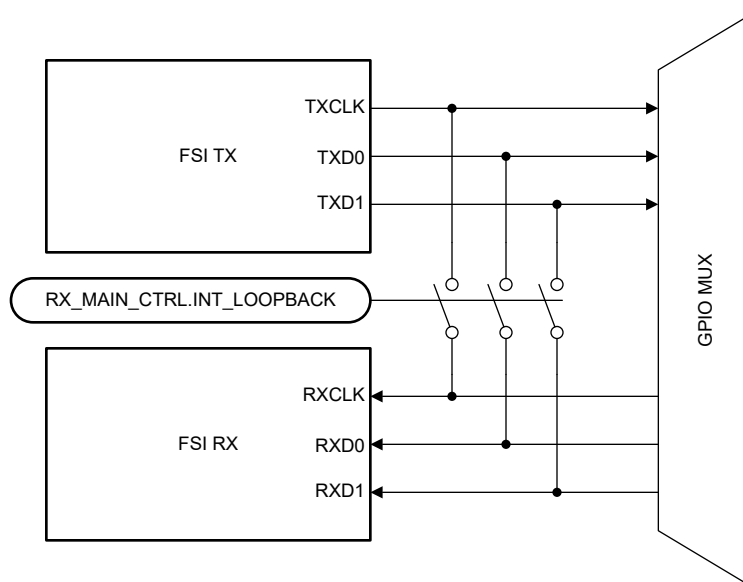 TXCLK
FSI TX
TXD0
TXD1
RX_MAIN_CTRL.INT_LOOPBACK
GPIO MUX
RXCLK
FSI RX
RXD0
RXD1